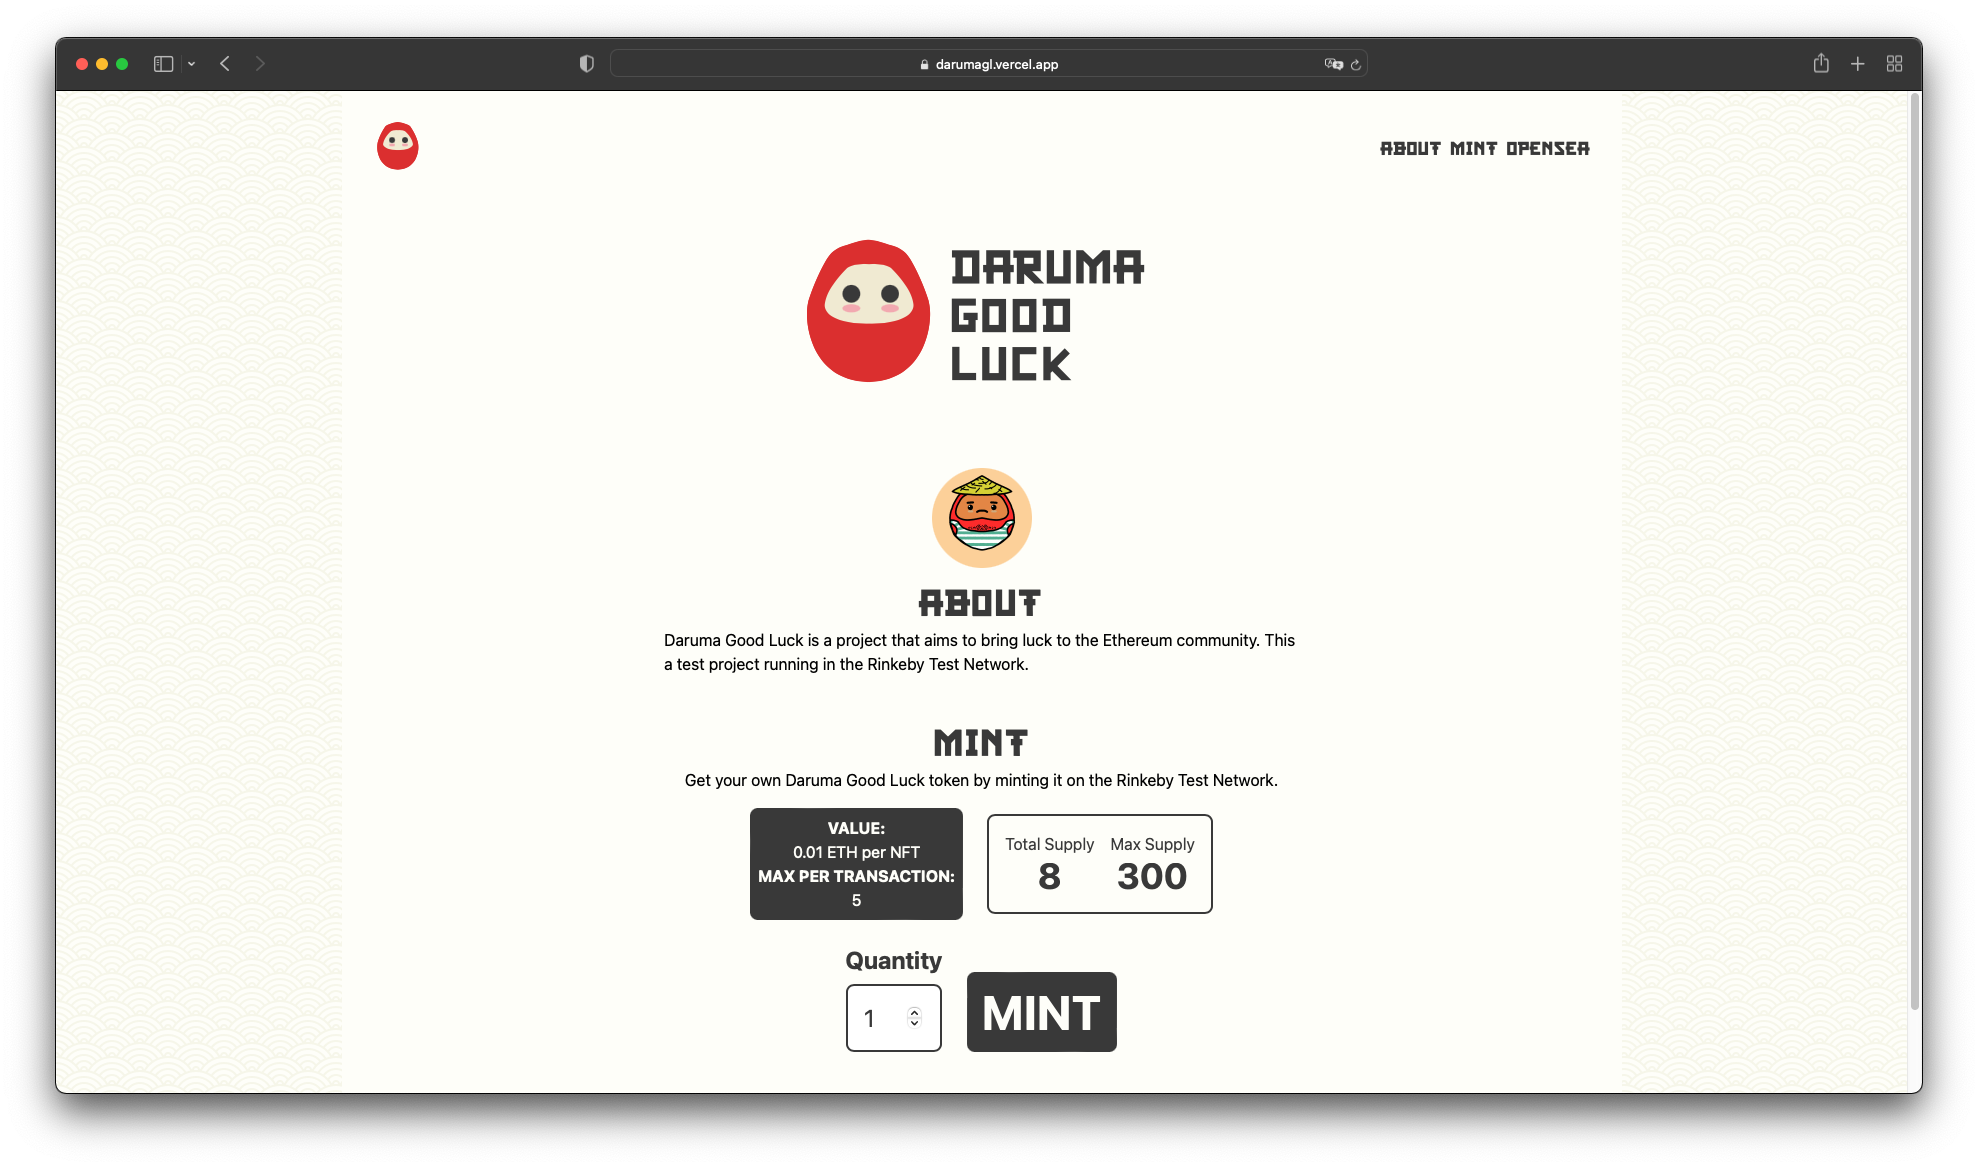 darumagl.vercel.app
ABOUT MINT OPENSEA
DARUMA
GOOD
LUCK
ABOUT
Daruma Good Luck is a project that aims to bring luck to the Ethereum community. This
a test project running in the Rinkeby Test Network.
MINT
Get your own Daruma Good Luck token by minting it on the Rinkeby Test Network.
VALUE:
0.01 ETH per NFT
MAX PER TRANSACTION:
5
Total Supply Max Supply
8 300
Quantity
1
MINT